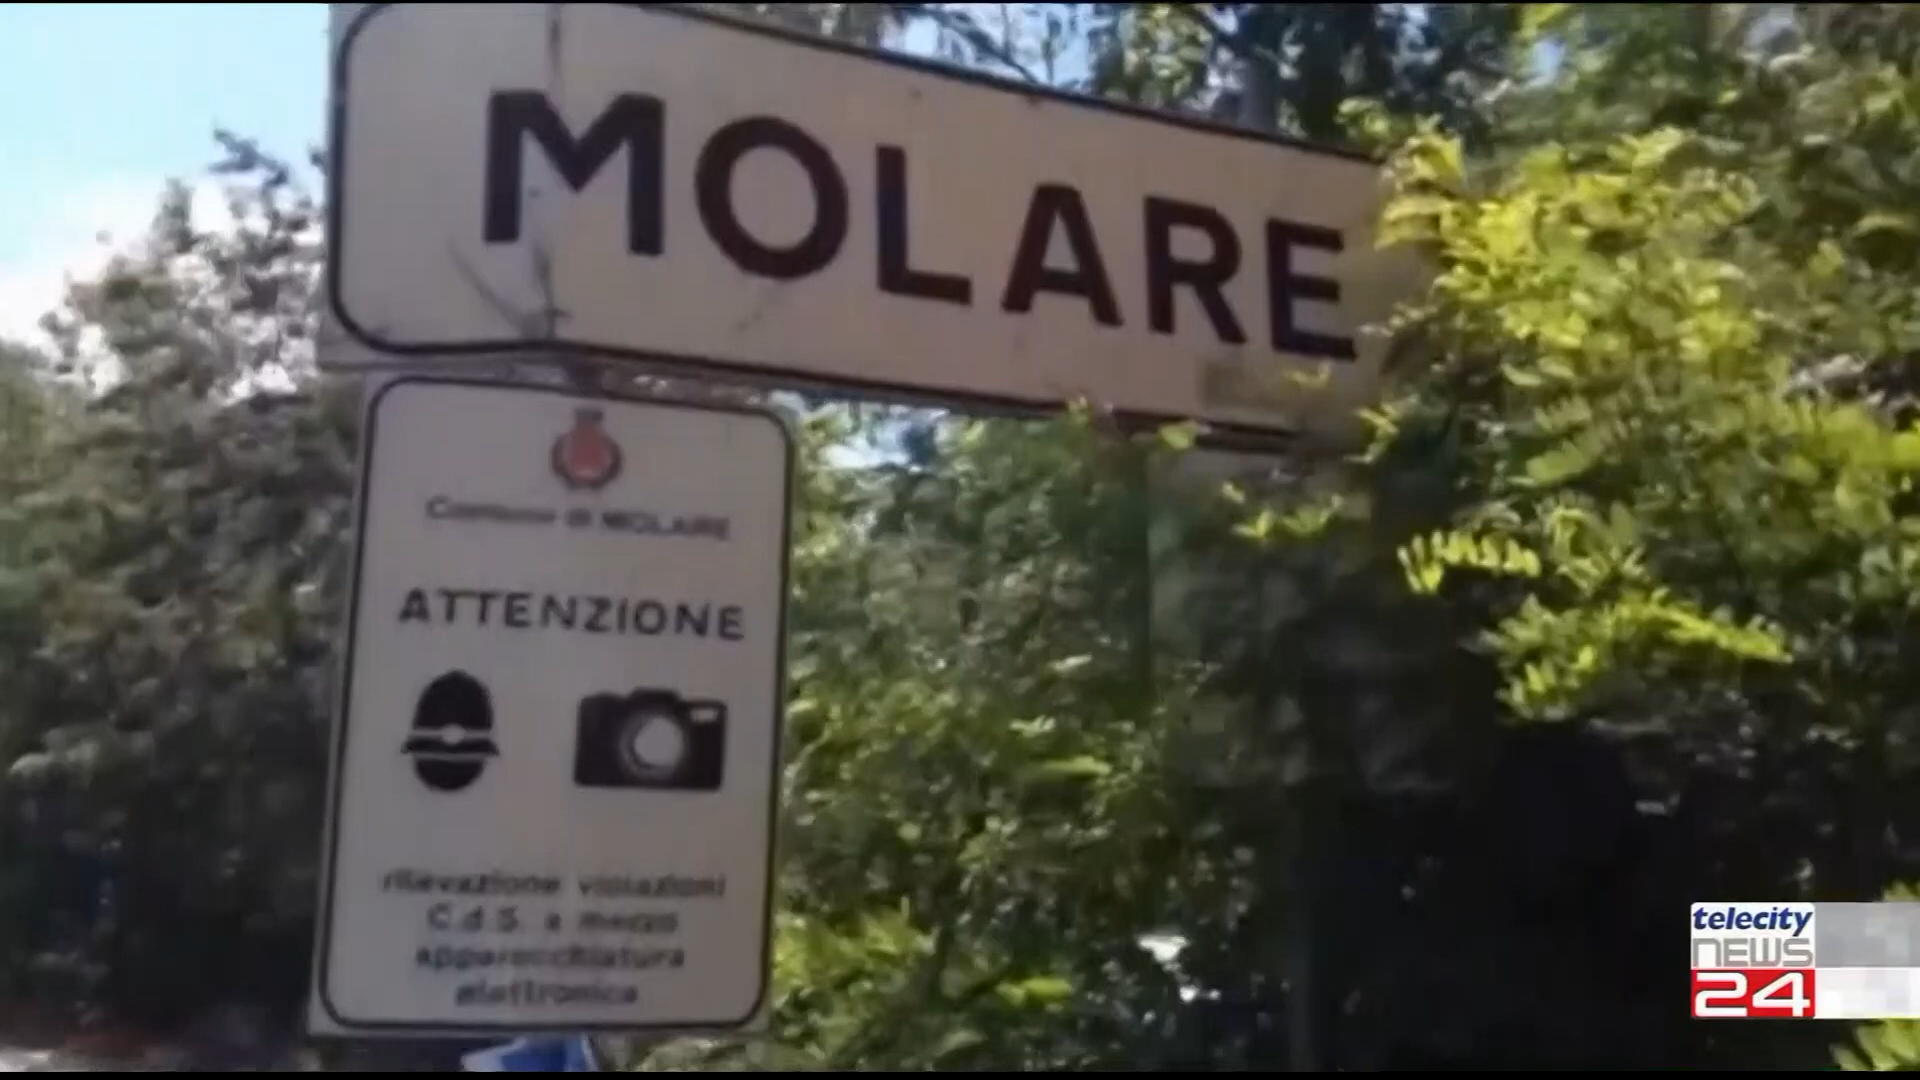 MOLARE
Comune di MOLARE
ATTENZIONE
rilevazione violazioni
C.d.S. a mezzo
apparecchiatura
elettronica
telecity
NEWS
24